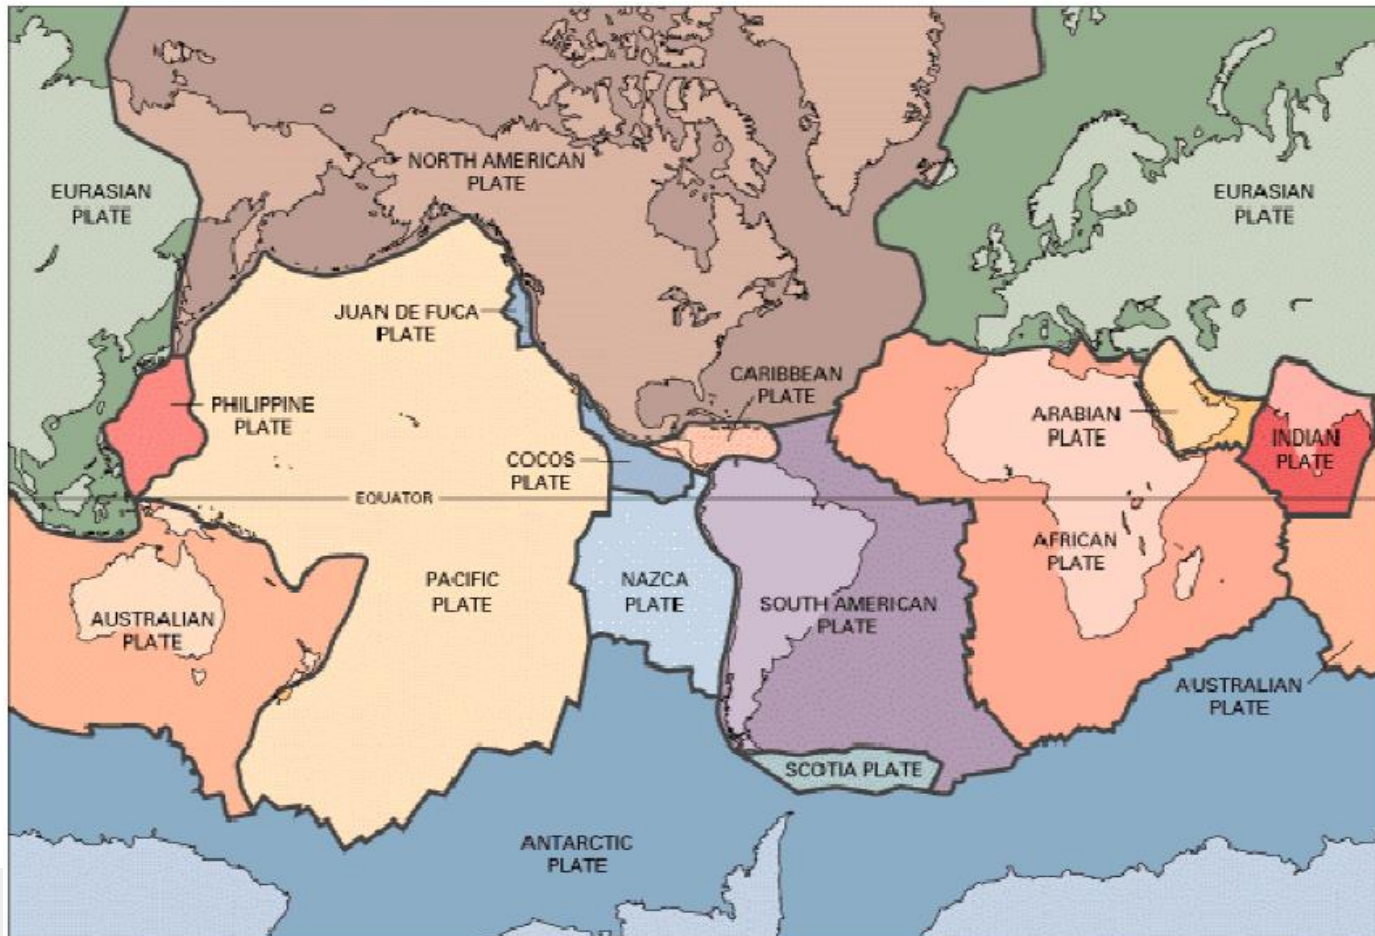 NORTH AMERICAN
PLATE
EURASIAN
PLATE
EURASIAN
PLATE
JUAN DE FUCA
PLATE
CARIBBEAN
PLATE
PHILIPPINE
PLATE
ARABIAN
PLATE
INDIAN
PLATE
COCOS
PLATE
EQUATOR
AFRICAN
PLATE
PACIFIC
PLATE
NAZCA
PLATE
SOUTH AMERICAN
PLATE
AUSTRALIAN
PLATE
AUSTRALIAN
PLATE
SCOTIA PLATE
ANTARCTIC
PLATE